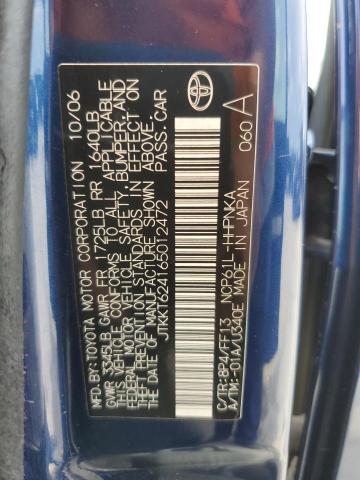 MFD.BY:TOYOTA MOTOR CORPORATION 10/06
GVWR 3345LB GAWR FR 1725LB RR 1640LB
THIS VEHICLE CONFORMS TO ALL APPLICABLE
FEDERAL MOTOR VEHICLE SAFETY, BUMPER, AND
THEFT PREVENTION STANDARDS IN EFFECT ON
THE DATE OF MANUFACTURE SHOWN ABOVE.
JTKKT624165012472 PASS.CAR
C/TR:8P4/FF13 NCP61L-HHPNKA
A/TM:-01A/U340E MADE IN JAPAN
060 A
TOYOTA